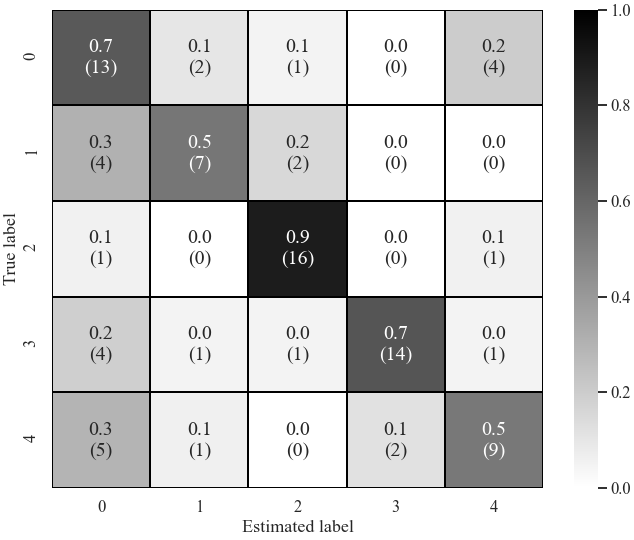 0.7 0.1 0.1 0.0 0.2
(13) (2) (1) (0) (4)
0
0.3 0.5 0.2 0.0 0.0
(4) (7) (2) (0) (0)
1
0.1 0.0 0.9 0.0 0.1
(1) (0) (16) (0) (1)
2
0.2 0.0 0.0 0.7 0.0
(4) (1) (1) (14) (1)
3
0.3 0.1 0.0 0.1 0.5
(5) (1) (0) (2) (9)
4
True label
0 1 2 3 4
Estimated label
1.0
0.8
0.6
0.4
0.2
0.0